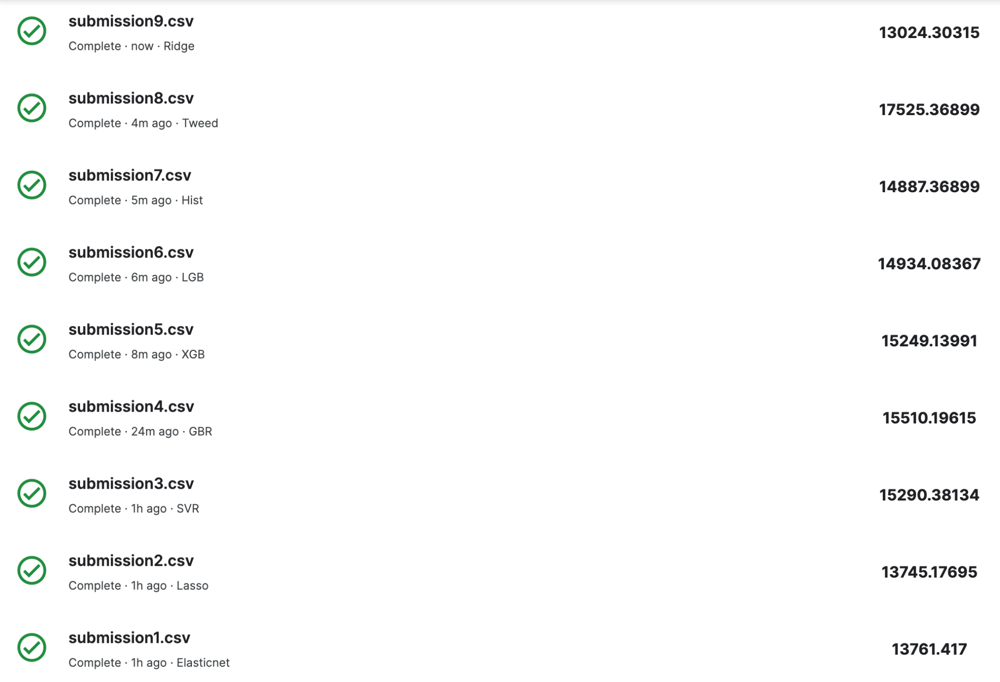 submission9.csv
Complete · now · Ridge
13024.30315
submission8.csv
Complete · 4m ago · Tweed
17525.36899
submission7.csv
Complete · 5m ago · Hist
14887.36899
submission6.csv
Complete · 6m ago · LGB
14934.08367
submission5.csv
Complete · 8m ago · XGB
15249.13991
submission4.csv
Complete · 24m ago · GBR
15510.19615
submission3.csv
Complete · 1h ago · SVR
15290.38134
submission2.csv
Complete · 1h ago · Lasso
13745.17695
submission1.csv
Complete · 1h ago · Elasticnet
13761.417